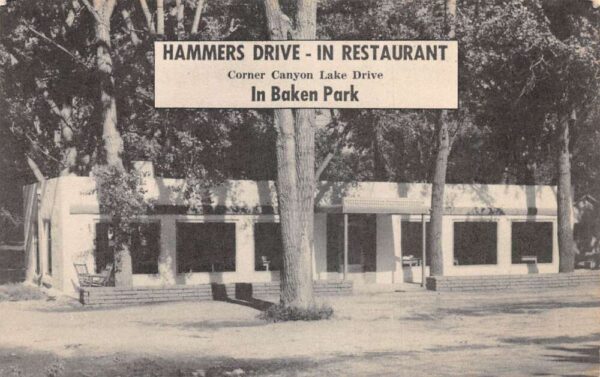 HAMMERS DRIVE - IN RESTAURANT
Corner Canyon Lake Drive
In Baken Park